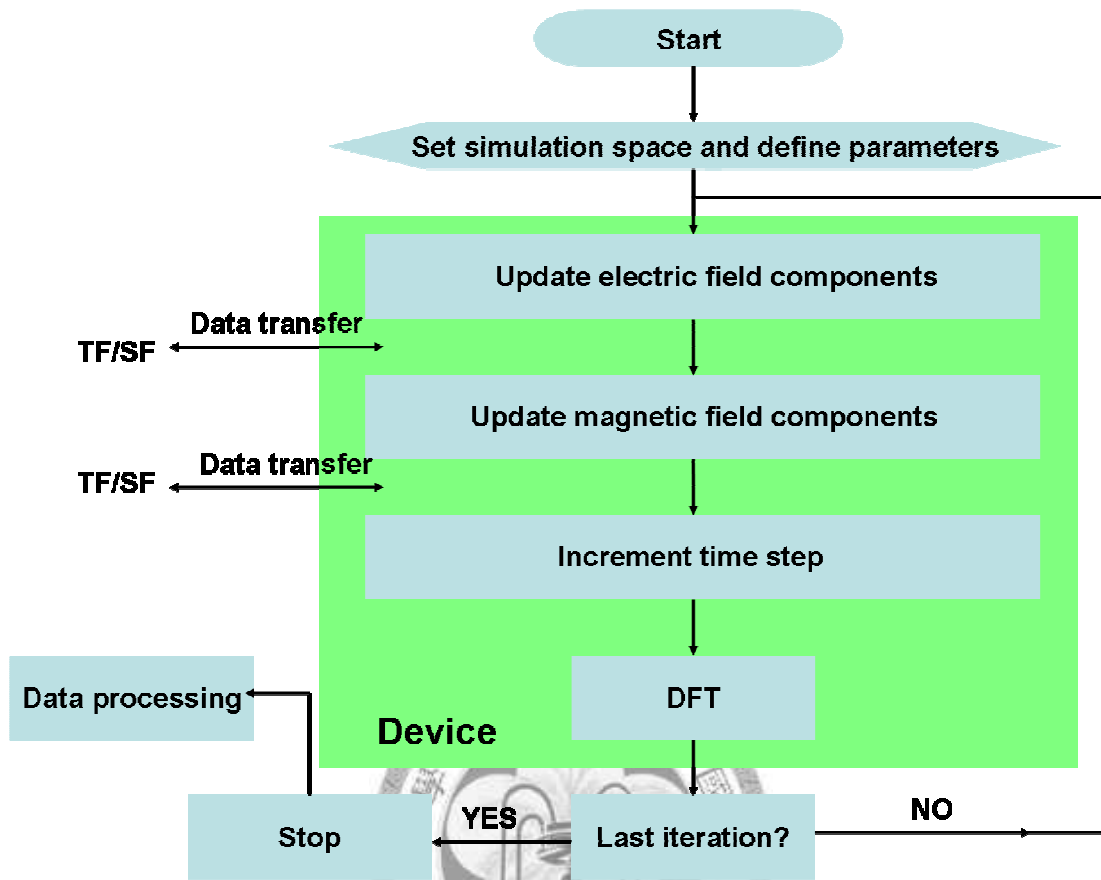 Start
Set simulation space and define parameters
Update electric field components
Data transfer
TF/SF
Update magnetic field components
Data transfer
TF/SF
Increment time step
Data processing
DFT
Device
Stop
YES
Last iteration?
NO